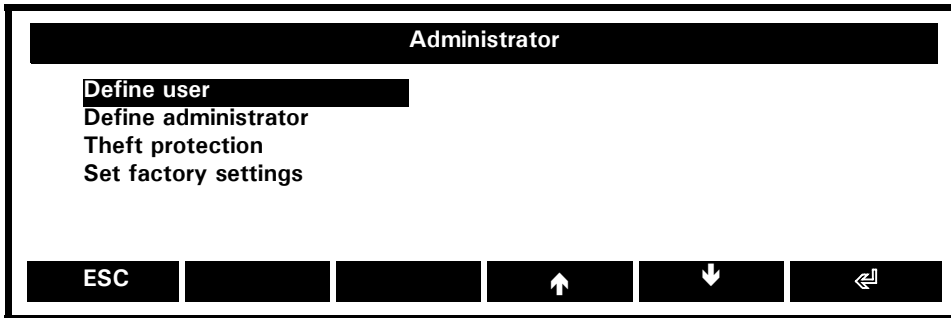 Administrator
Define user
Define administrator
Theft protection
Set factory settings
ESC ↑ ↓ ↵